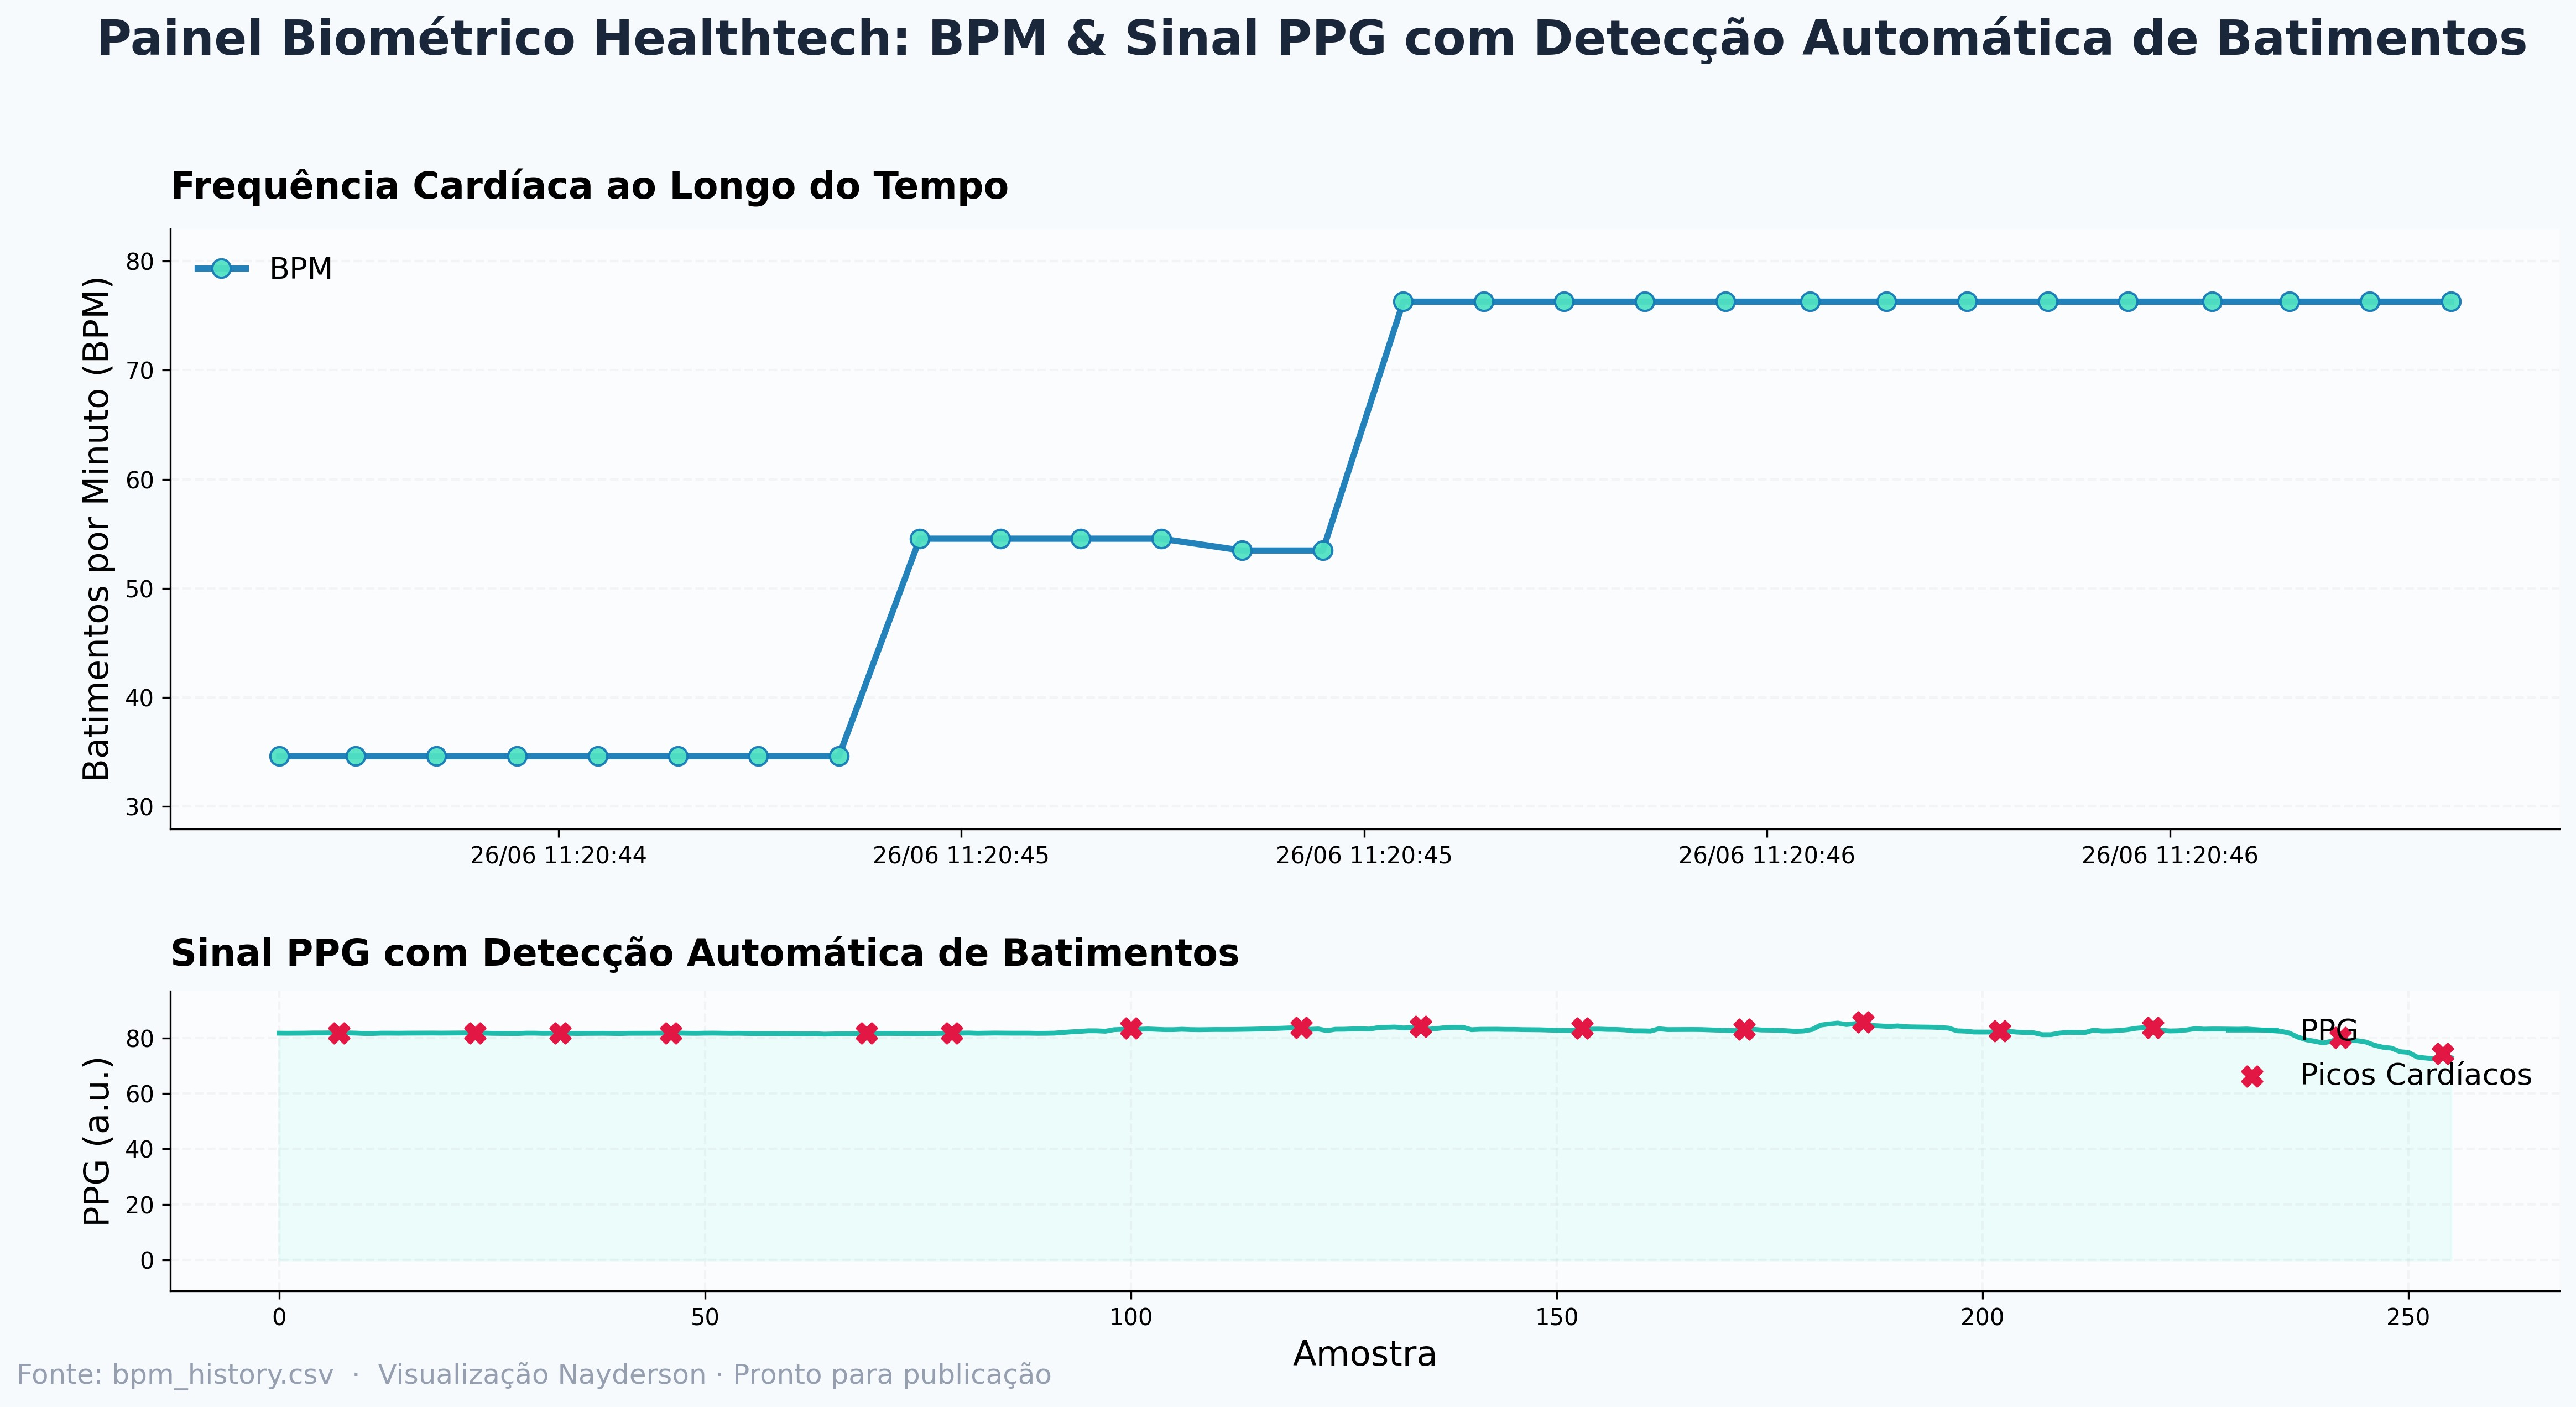 Painel Biométrico Healthtech: BPM & Sinal PPG com Detecção Automática de Batimentos
Frequência Cardíaca ao Longo do Tempo
Batimentos por Minuto (BPM)
BPM
80
70
60
50
40
30
26/06 11:20:44
26/06 11:20:45
26/06 11:20:45
26/06 11:20:46
26/06 11:20:46
Sinal PPG com Detecção Automática de Batimentos
PPG (a.u.)
80
60
40
20
0
PPG
Picos Cardíacos
0
50
100
150
200
250
Amostra
Fonte: bpm_history.csv · Visualização Nayderson · Pronto para publicação